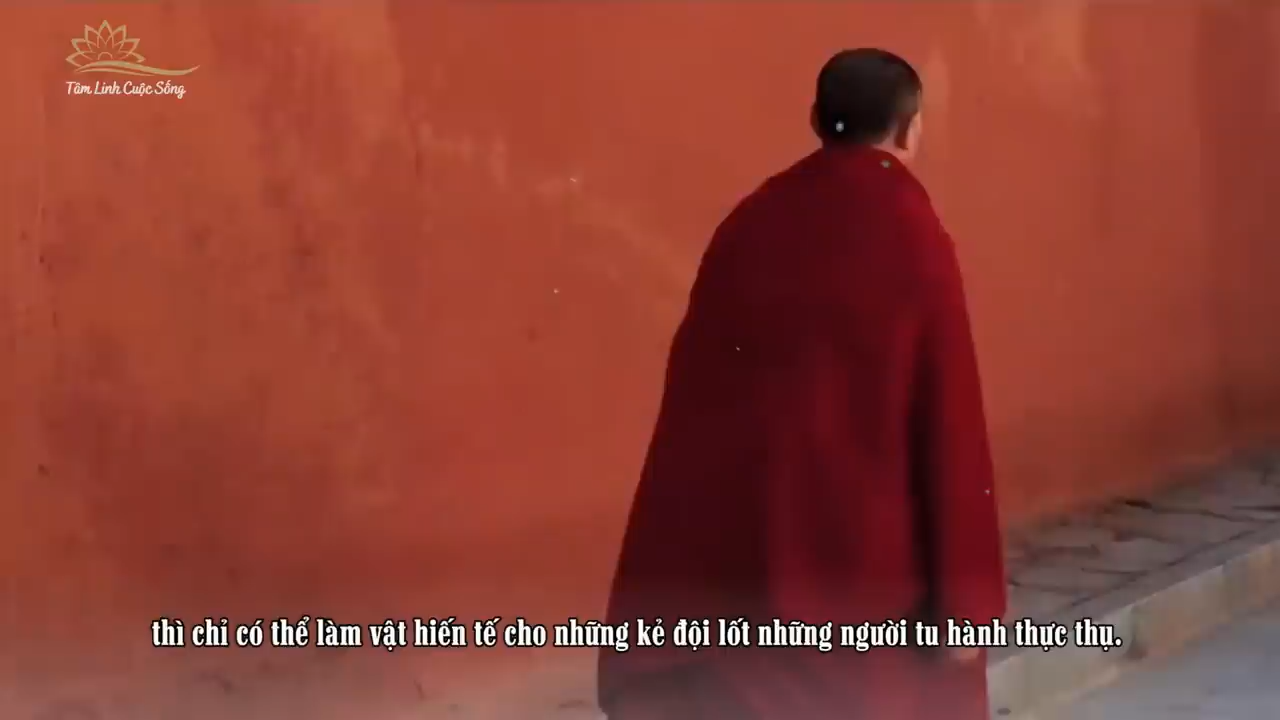 Tâm Linh Cuộc Sống
thì chỉ có thể làm vật hiến tế cho những kẻ đội lốt những người tu hành thực thụ.